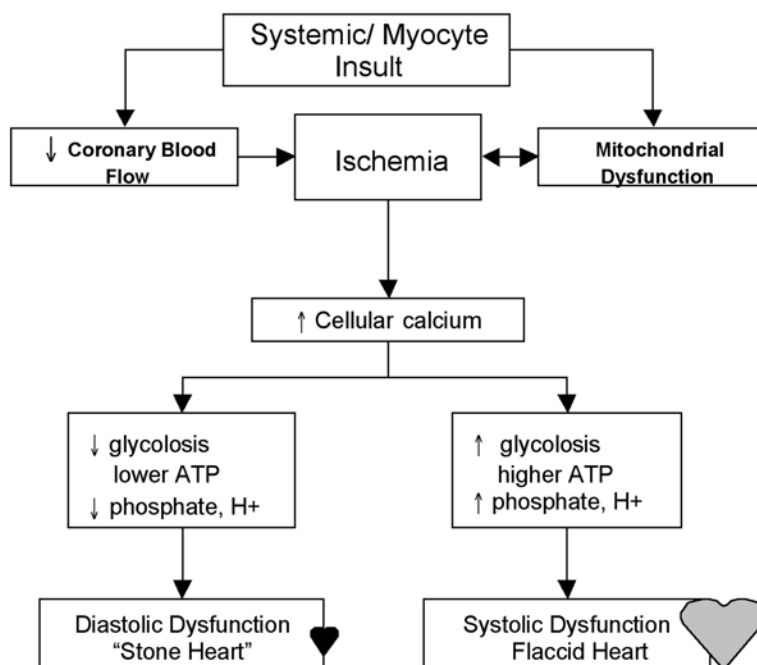 Systemic/ Myocyte
Insult
↓ Coronary Blood
Flow
Ischemia
Mitochondrial
Dysfunction
↑ Cellular calcium
↓ glycolosis
lower ATP
↓ phosphate, H+
↑ glycolosis
higher ATP
↑ phosphate, H+
Diastolic Dysfunction
“Stone Heart”
Systolic Dysfunction
Flaccid Heart